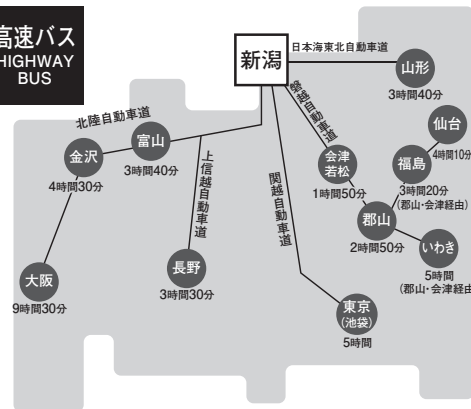 高速バス
HIGHWAY
BUS
新潟
日本海東北自動車道
山形
3時間40分
仙台
4時間10分
磐越自動車道
会津
若松
1時間50分
福島
3時間20分
(郡山・会津経由)
郡山
2時間50分
いわき
5時間
(郡山・会津経由
北陸自動車道
富山
3時間40分
金沢
4時間30分
大阪
9時間30分
上信越自動車道
長野
3時間30分
関越自動車道
東京
(池袋)
5時間